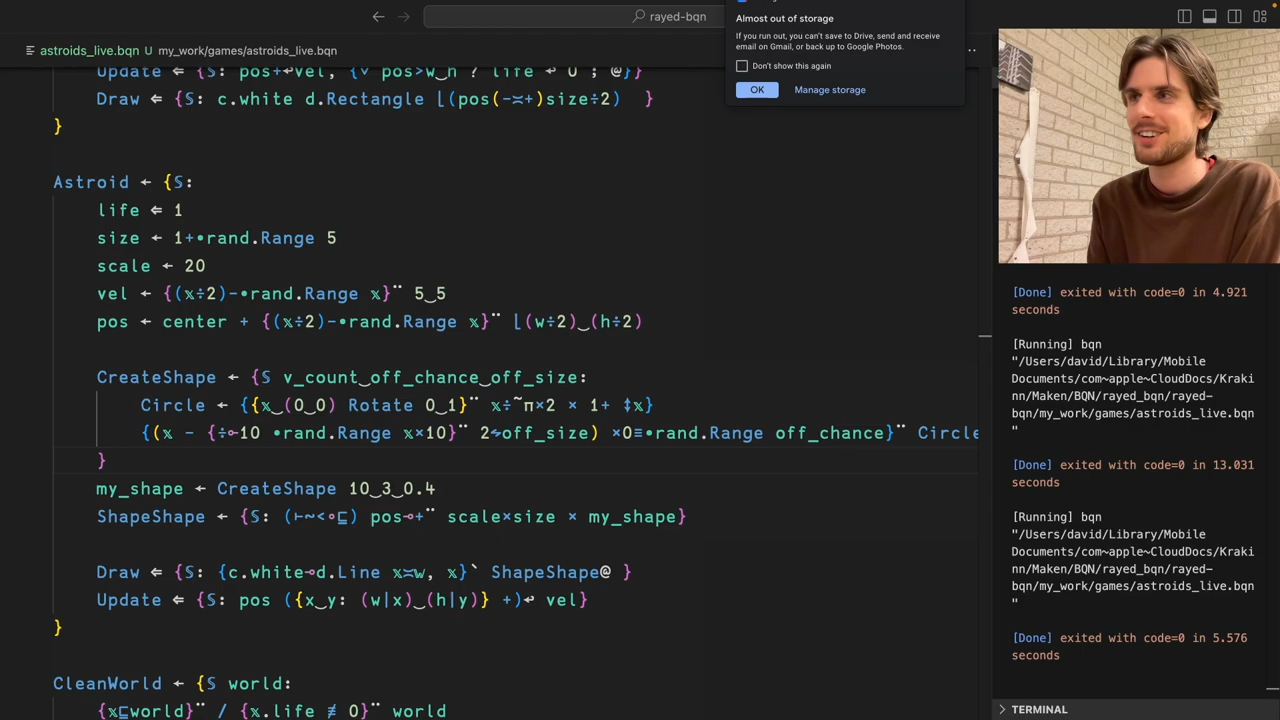 rayed-bqn
Almost out of storage
If you run out, you can't save to Drive, send and receive
email on Gmail, or back up to Google Photos.
Don't show this again
OK Manage storage
astroids_live.bqn U my_work/games/astroids_live.bqn
Update ⇐ {𝕊: pos+↩vel, {∨ pos>w‿h ? life ↩ 0 ; @}}
Draw ⇐ {𝕊: c.white d.Rectangle ⌊(pos(-≍+)size÷2)  }
}
Astroid ← {𝕊:
life ⇐ 1
size ← 1+•rand.Range 5
scale ← 20
vel ← {(𝕩÷2)-•rand.Range 𝕩}¨ 5‿5
pos ← center + {(𝕩÷2)-•rand.Range 𝕩}¨ ⌊(w÷2)‿(h÷2)
CreateShape ← {𝕊 v_count‿off_chance‿off_size:
Circle ← {{𝕩‿(0‿0) Rotate 0‿1}¨ 𝕩÷˜π×2 × 1+ ↕𝕩}
{(𝕩 - {÷⟜10 •rand.Range 𝕩×10}¨ 2⥊off_size) ×0≡•rand.Range off_chance}¨ Circle
}
my_shape ← CreateShape 10‿3‿0.4
ShapeShape ← {𝕊: (⊢∾<∘⊑) pos⊸+¨ scale×size × my_shape}
Draw ⇐ {𝕊: {c.white⊸d.Line 𝕩≍𝕨, 𝕩}` ShapeShape@ }
Update ⇐ {𝕊: pos ({x‿y: (w|x)‿(h|y)} +)↩ vel}
}
CleanWorld ← {𝕊 world:
{𝕩⊑world}¨ / {𝕩.life ≢ 0}¨ world
[Done] exited with code=0 in 4.921
seconds
[Running] bqn
"/Users/david/Library/Mobile
Documents/com~apple~CloudDocs/Kraki
nn/Maken/BQN/rayed_bqn/rayed-
bqn/my_work/games/astroids_live.bqn
"
[Done] exited with code=0 in 13.031
seconds
[Running] bqn
"/Users/david/Library/Mobile
Documents/com~apple~CloudDocs/Kraki
nn/Maken/BQN/rayed_bqn/rayed-
bqn/my_work/games/astroids_live.bqn
"
[Done] exited with code=0 in 5.576
seconds
TERMINAL